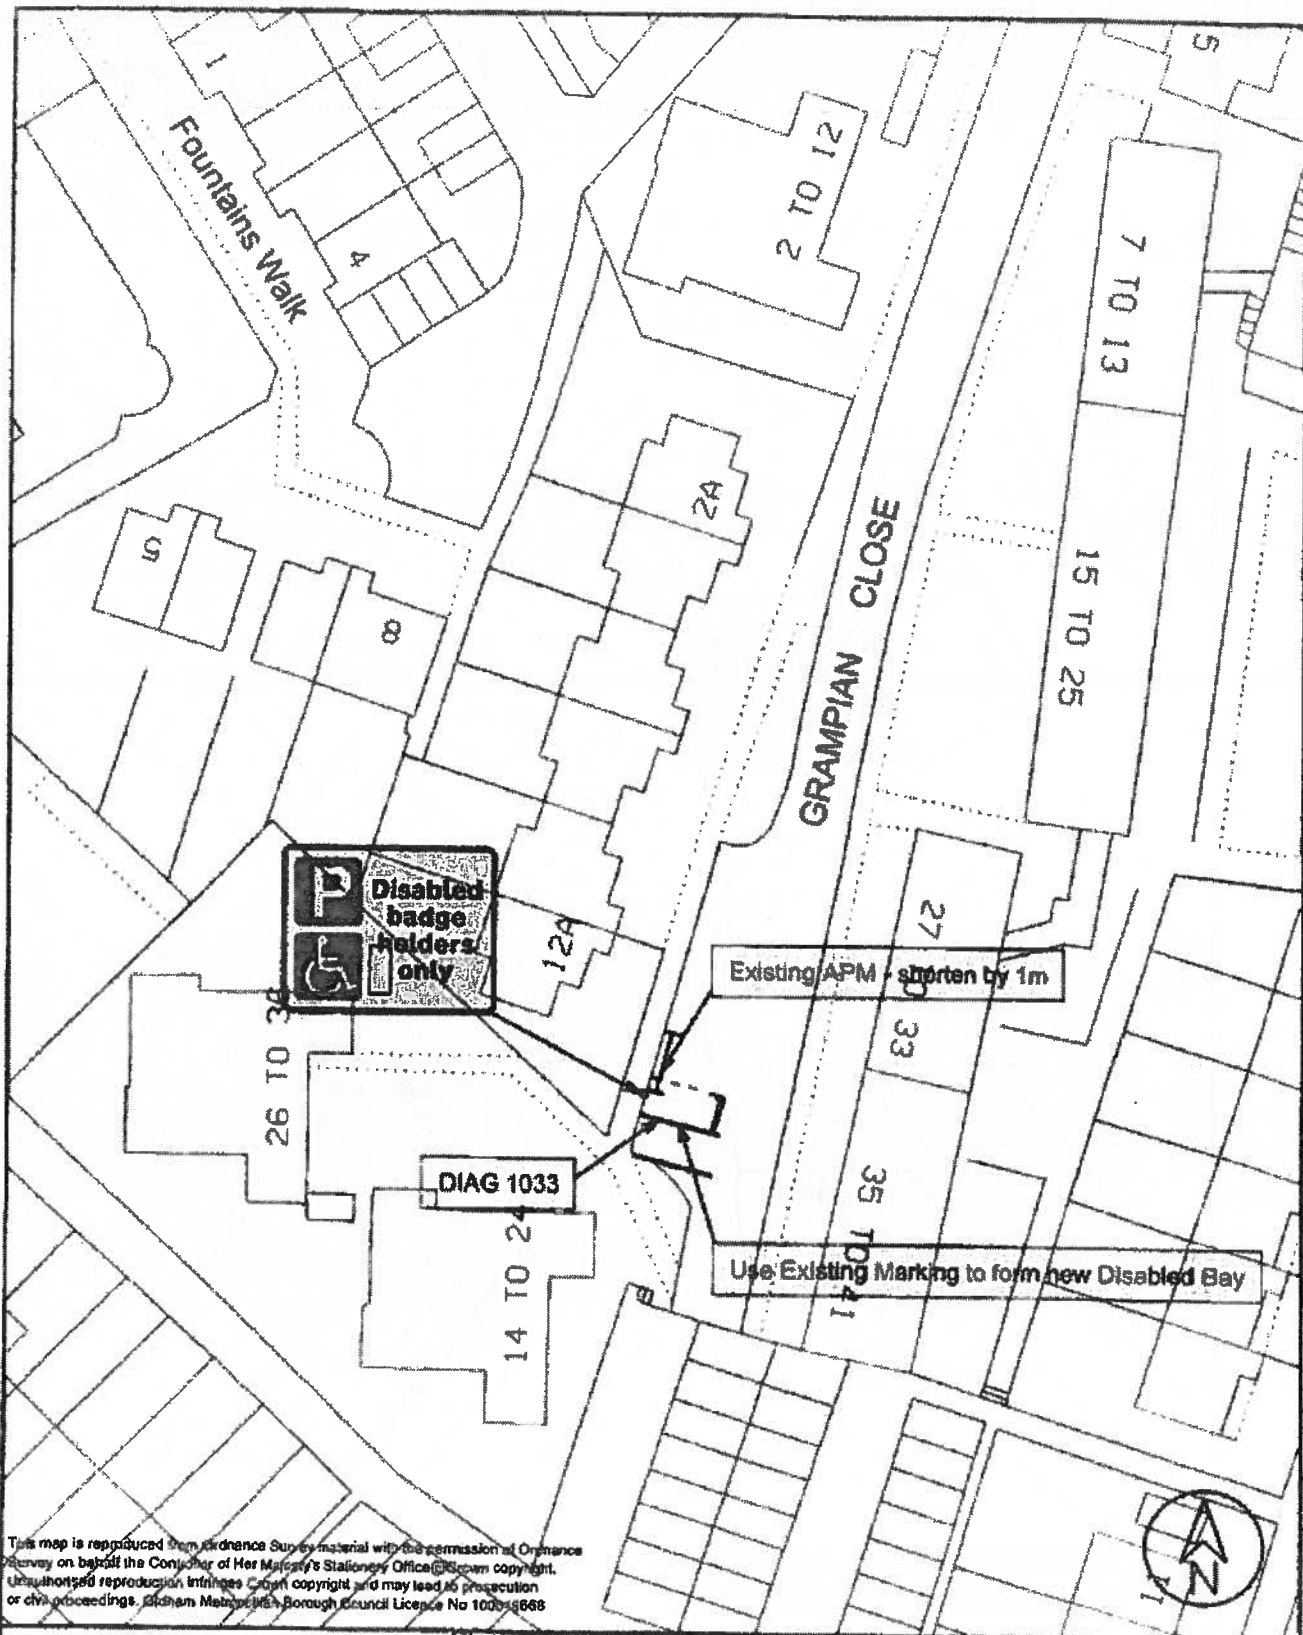 1
5
Fountains Walk
4
2 TO 12
7 TO 13
2A
5
8
GRAMPIAN CLOSE
15 TO 25
P
Disabled
badge
holders
only
12A
27 TO 33
Existing APM - shorten by 1m
26 TO
DIAG 1033
35 TO 41
14 TO 24
Use Existing Marking to form new Disabled Bay
N
This map is reproduced from Ordnance Survey material with the permission of Ordnance
Survey on behalf the Controller of Her Majesty's Stationery Office © Crown copyright.
Unauthorised reproduction infringes Crown copyright and may lead to prosecution
or civil proceedings. Oldham Metropolitan Borough Council Licence No